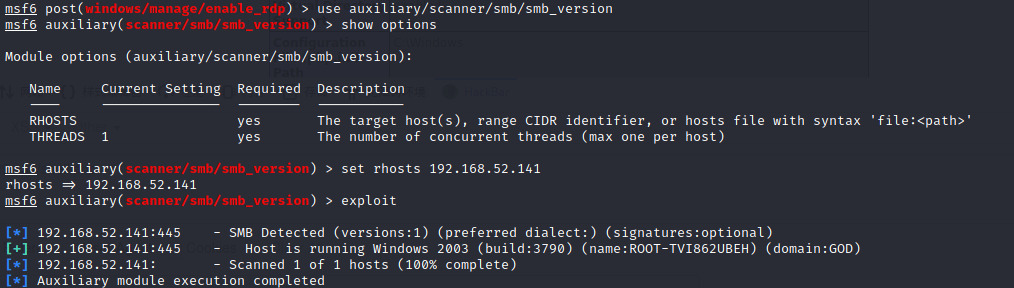 msf6 post(windows/manage/enable_rdp) > use auxiliary/scanner/smb/smb_version
msf6 auxiliary(scanner/smb/smb_version) > show options
Module options (auxiliary/scanner/smb/smb_version):
Name     Current Setting  Required  Description
----     ---------------  --------  -----------
RHOSTS                    yes       The target host(s), range CIDR identifier, or hosts file with syntax 'file:<path>'
THREADS  1                yes       The number of concurrent threads (max one per host)
msf6 auxiliary(scanner/smb/smb_version) > set rhosts 192.168.52.141
rhosts => 192.168.52.141
msf6 auxiliary(scanner/smb/smb_version) > exploit
[*] 192.168.52.141:445    - SMB Detected (versions:1) (preferred dialect:) (signatures:optional)
[+] 192.168.52.141:445    -   Host is running Windows 2003 (build:3790) (name:ROOT-TVI862UBEH) (domain:GOD)
[*] 192.168.52.141:       - Scanned 1 of 1 hosts (100% complete)
[*] Auxiliary module execution completed